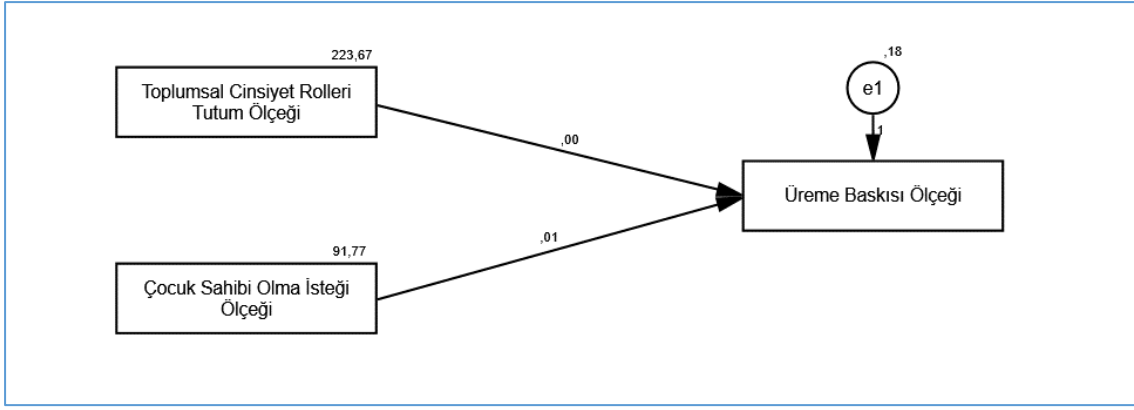 223,67
Toplumsal Cinsiyet Rolleri
Tutum Ölçeği
,18
e1
1
,00
Üreme Baskısı Ölçeği
,01
91,77
Çocuk Sahibi Olma İsteği
Ölçeği